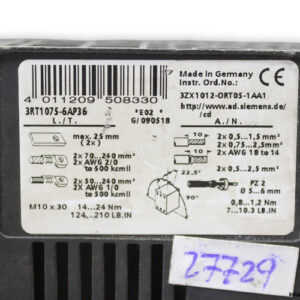 Made in Germany
Instr. Ord.No.:
4 011209 508330
3ZX1012-0RT05-1AA1
3RT1075-6AP36
*E02
http://www.ad.siemens.de/
/cd
L./T.
G/090518
A./N.
max. 25 mm
(2x)
10
2x 0,5...1,5 mm²
2x 0,75...2,5mm²
2x 70...240 mm²
2x AWG 2/0
to 500 kcmil
10
2x AWG 18 to 14
2x 0,5...2,5 mm²
22.5°
2x 50...240 mm²
2x AWG 1/0
to 500 kcmil
90°
PZ 2
Ø 5...6 mm
M10 x 30
14...24 Nm
124...210 LB.IN
0,8...1,2 Nm
7...10.3 LB.IN
27729